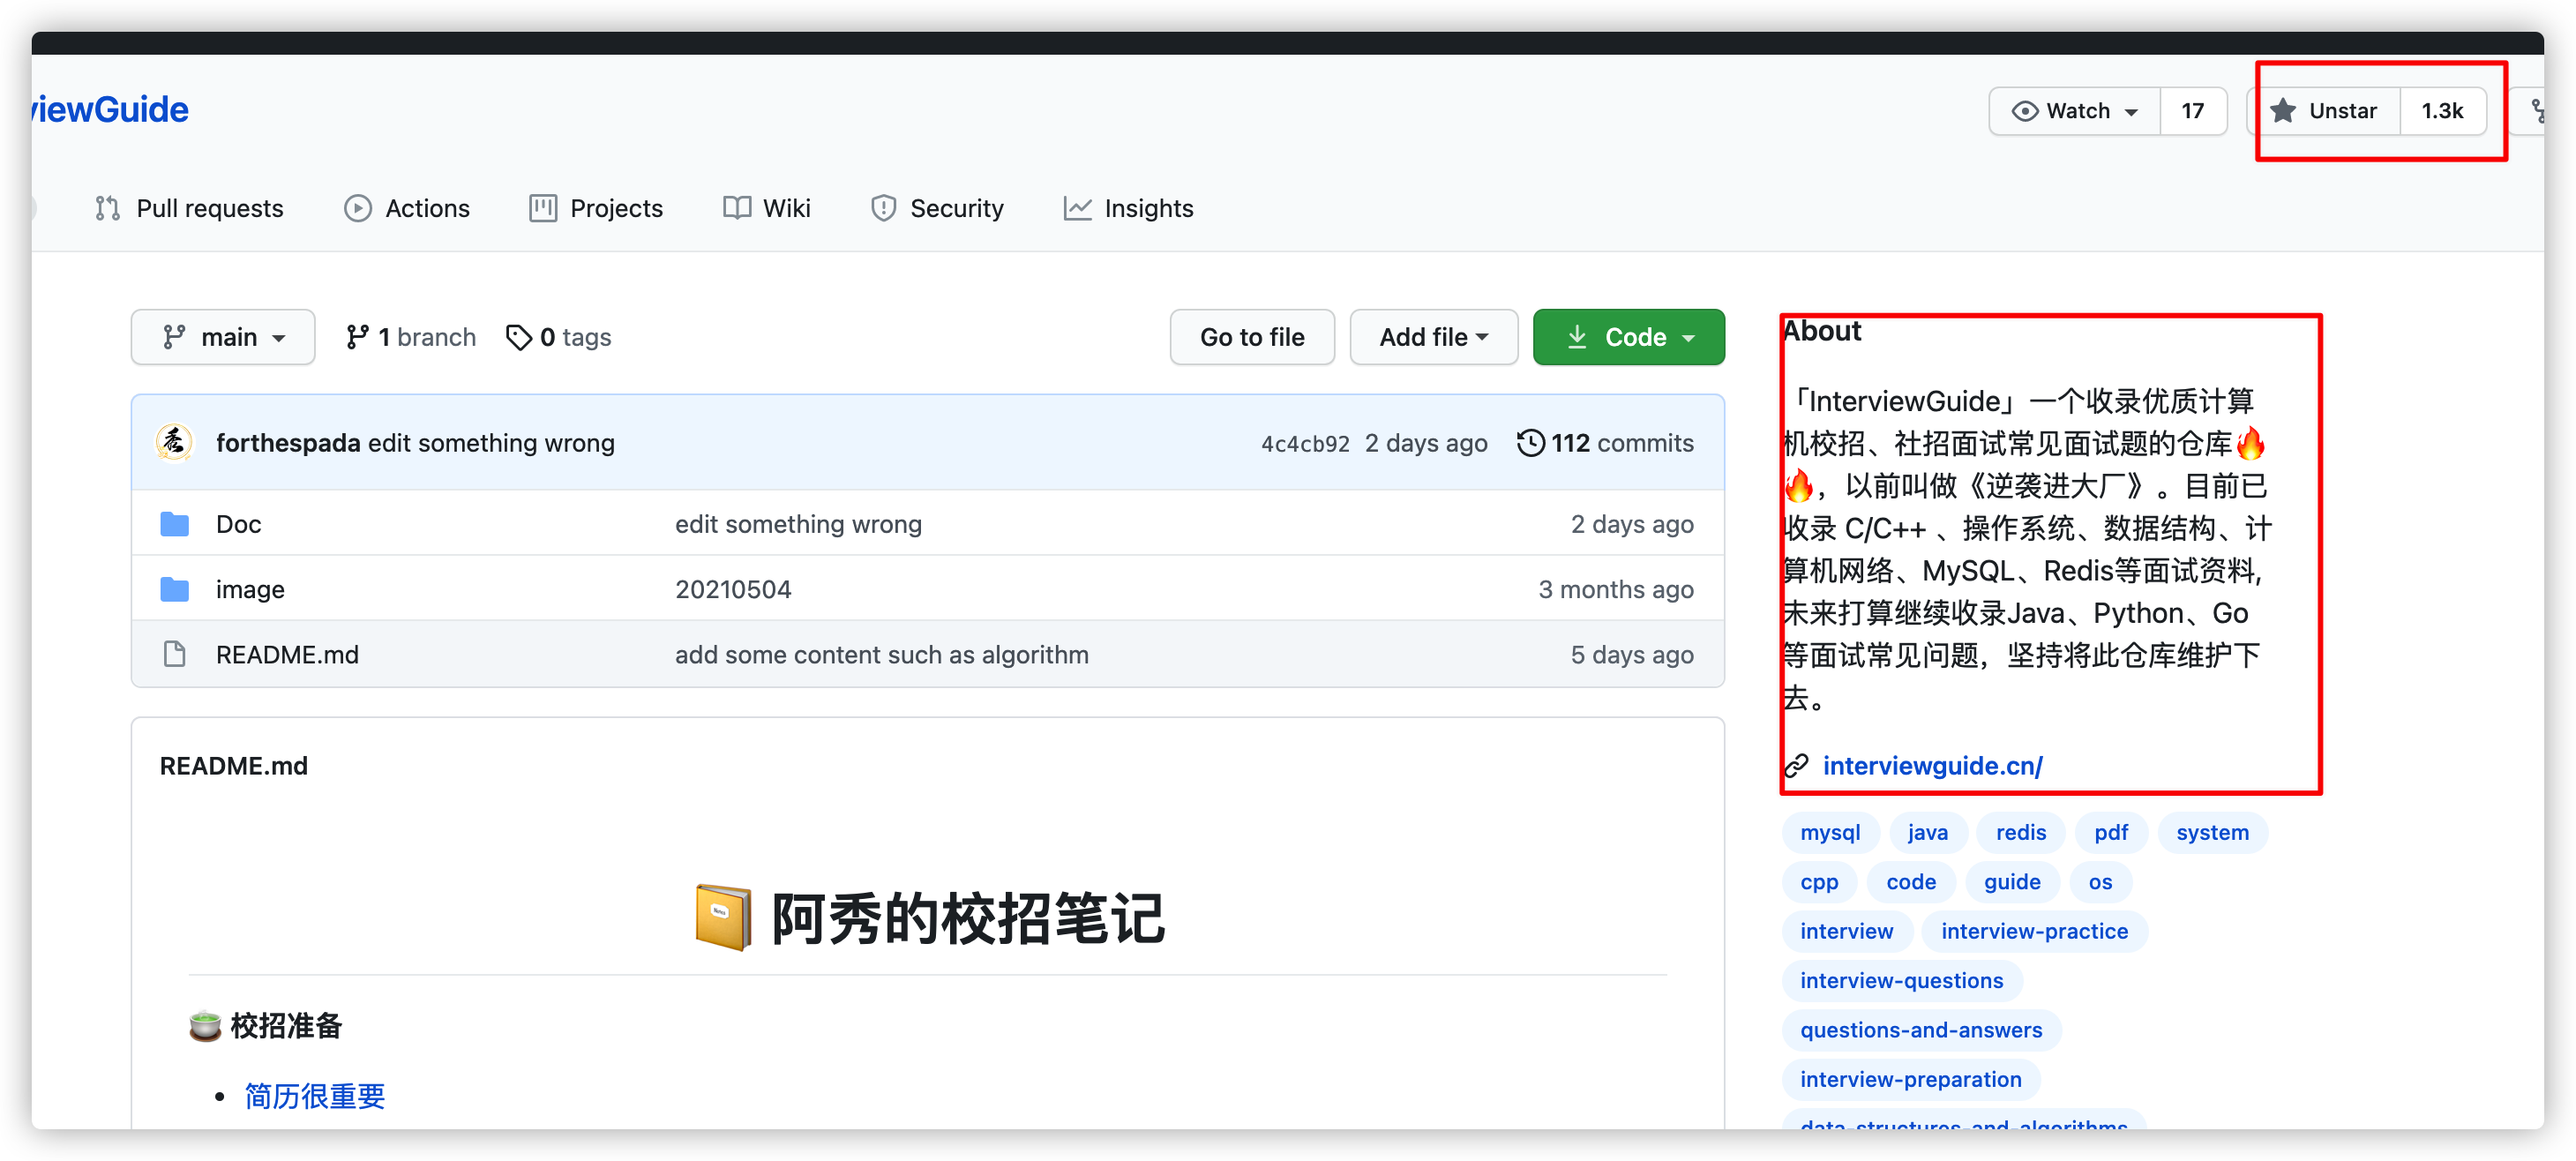 viewGuide
Watch 17
Unstar 1.3k
Pull requests Actions Projects Wiki Security Insights
main 1 branch 0 tags Go to file Add file Code
forthespada edit something wrong 4c4cb92 2 days ago 112 commits
Doc edit something wrong 2 days ago
image 20210504 3 months ago
README.md add some content such as algorithm 5 days ago
README.md
阿秀的校招笔记
校招准备
简历很重要
About
「InterviewGuide」一个收录优质计算
机校招、社招面试常见面试题的仓库🔥
🔥，以前叫做《逆袭进大厂》。目前已
收录 C/C++ 、操作系统、数据结构、计
算机网络、MySQL、Redis等面试资料,
未来打算继续收录Java、Python、Go
等面试常见问题，坚持将此仓库维护下
去。
interviewguide.cn/
mysql java redis pdf system
cpp code guide os
interview interview-practice
interview-questions
questions-and-answers
interview-preparation
data-structures-and-algorithms